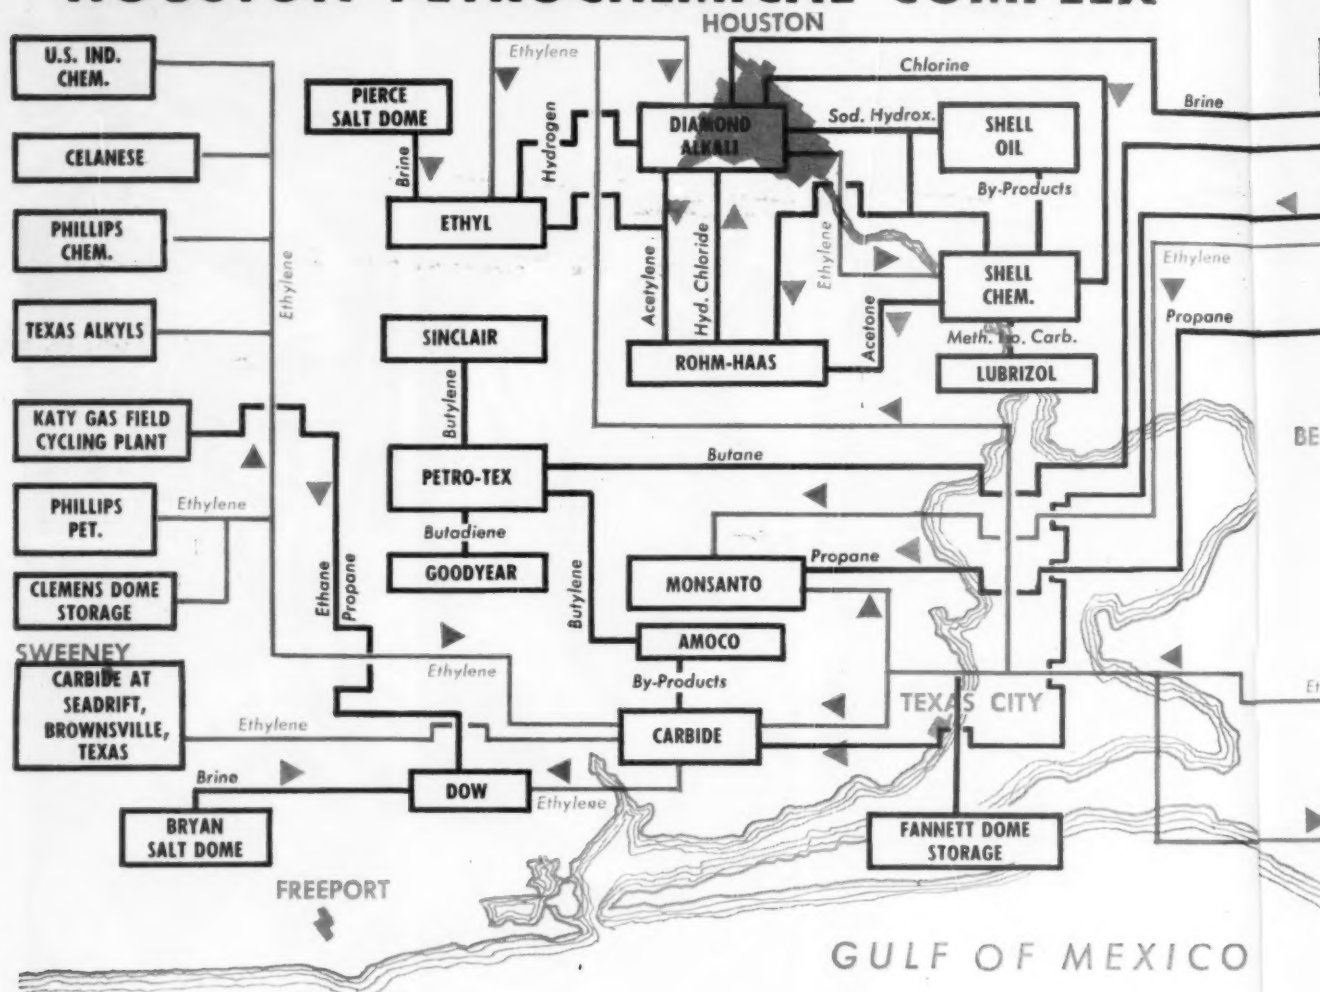 HOUSTON PETROCHEMICAL COMPLEX
HOUSTON
U.S. IND.
CHEM.
Ethylene
Chlorine
PIERCE
SALT DOME
Hydrogen
DIAMOND
ALKALI
Sod. Hydrox.
SHELL
OIL
Brine
CELANESE
Brine
By-Products
PHILLIPS
CHEM.
ETHYL
Ethylene
Acetylene
Hyd. Chloride
Ethylene
SHELL
CHEM.
Ethylene
TEXAS ALKYLS
SINCLAIR
ROHM-HAAS
Acetone
Meth. Carb.
LUBRIZOL
Propane
KATY GAS FIELD
CYCLING PLANT
Butylene
BE
PETRO-TEX
Butane
PHILLIPS
PET.
Ethylene
Butadiene
GOODYEAR
Propane
MONSANTO
CLEMENS DOME
STORAGE
Ethane
Propane
Butylene
AMOCO
SWEENEY
CARBIDE AT
SEADRIFT,
BROWNSVILLE,
TEXAS
Ethylene
By-Products
TEXAS CITY
Et
Ethylene
CARBIDE
Brine
DOW
Ethylene
BRYAN
SALT DOME
FANNETT DOME
STORAGE
FREEPORT
GULF OF MEXICO